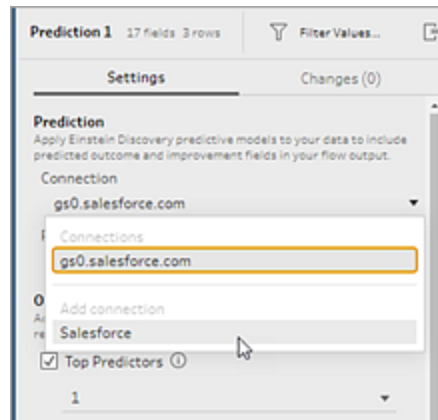 Prediction 1 17 fields 3 rows Filter Values...
Settings Changes (0)
Prediction
Apply Einstein Discovery predictive models to your data to include
predicted outcome and improvement fields in your flow output.
Connection
gs0.salesforce.com
Connections
gs0.salesforce.com
Add connection
Salesforce
Top Predictors
1